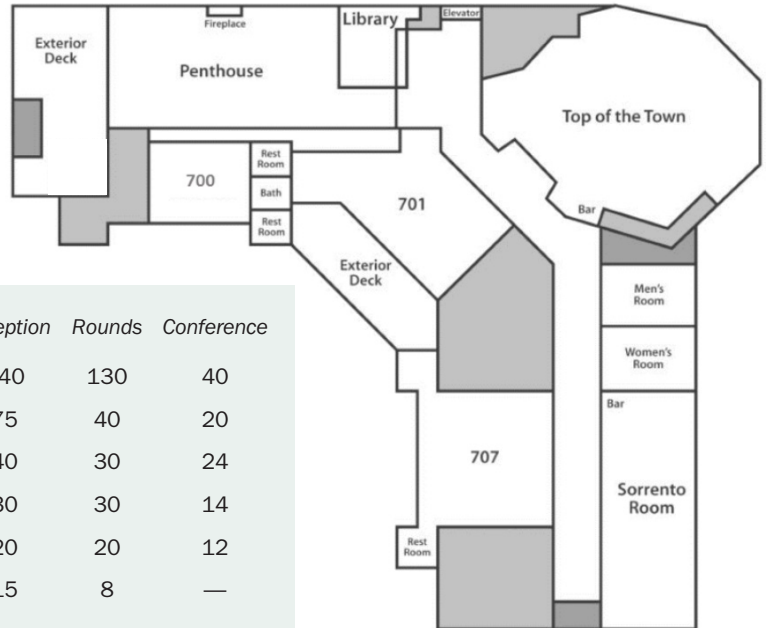 Exterior
Deck
Fireplace
Penthouse
Library
Elevator
Top of the Town
700
Rest
Room
Bath
Rest
Room
701
Bar
Exterior
Deck
Men's
Room
Women's
Room
Bar
707
Sorrento
Room
Rest
Room
Rounds Conference
130 40
40 20
30 24
30 14
20 12
8 —